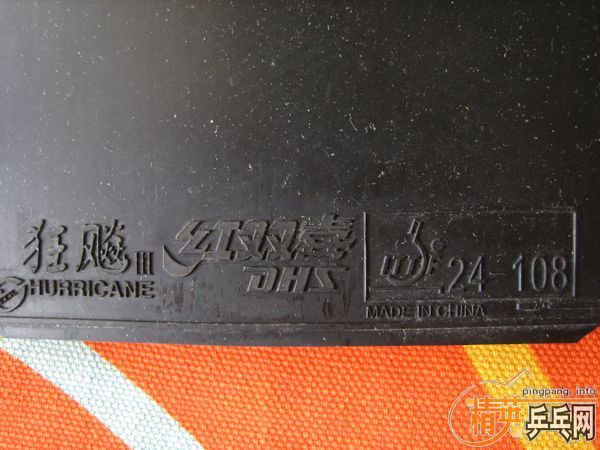 狂飚III
HURRICANE
红双喜
DHS
ITTF 24-108
MADE IN CHINA
pingpang.info
精英乒乓网